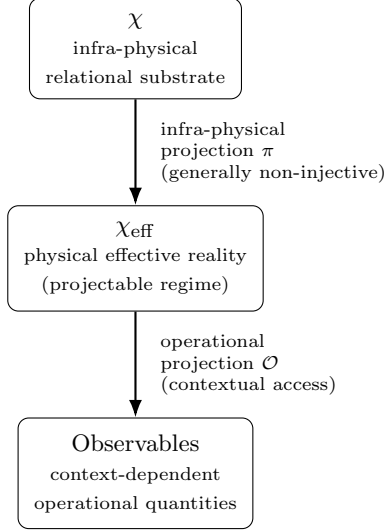 χ
infra-physical
relational substrate
infra-physical
projection π
(generally non-injective)
χeff
physical effective reality
(projectable regime)
operational
projection 𝒪
(contextual access)
Observables
context-dependent
operational quantities